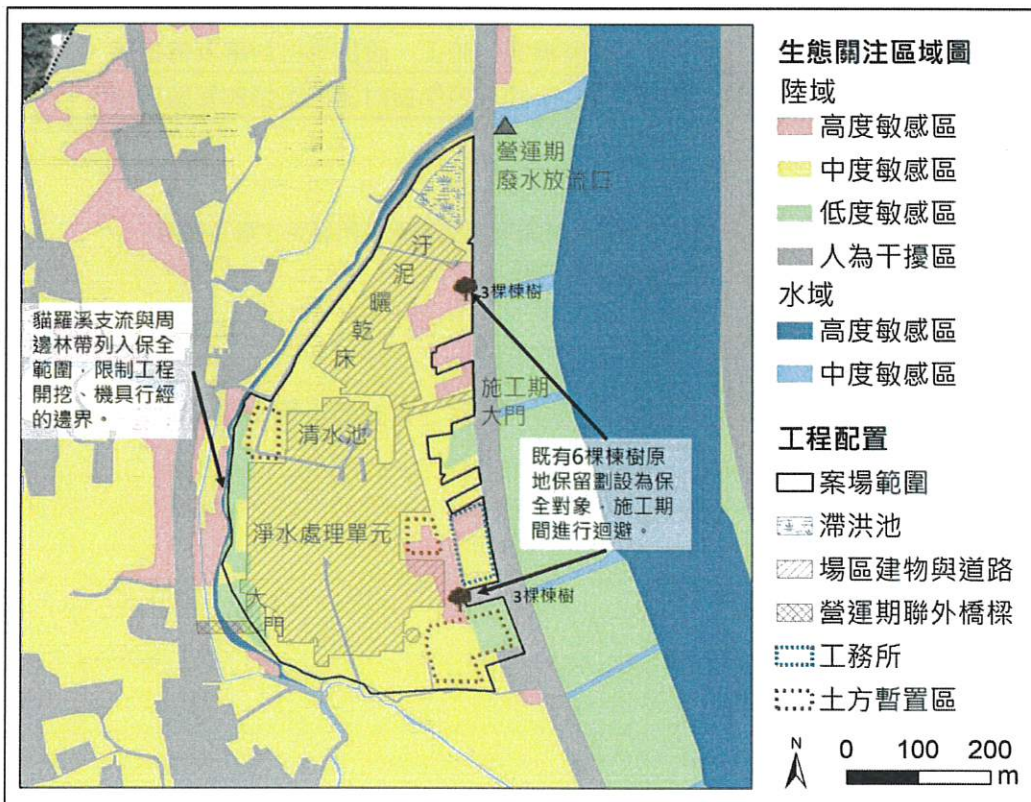 生態關注區域圖
陸域
高度敏感區
中度敏感區
低度敏感區
人為干擾區
水域
高度敏感區
中度敏感區
工程配置
案場範圍
滯洪池
場區建物與道路
營運期聯外橋樑
工務所
土方暫置區
N
0 100 200
m
營運期
廢水放流口
汙
泥
曬
乾
床
3棵楝樹
貓羅溪支流與周
邊林帶列入保全
範圍，限制工程
開挖、機具行經
的邊界。
施工期
大門
清水池
既有6棵楝樹原
地保留劃設為保
全對象，施工期
間進行迴避。
淨水處理單元
大
門
3棵楝樹